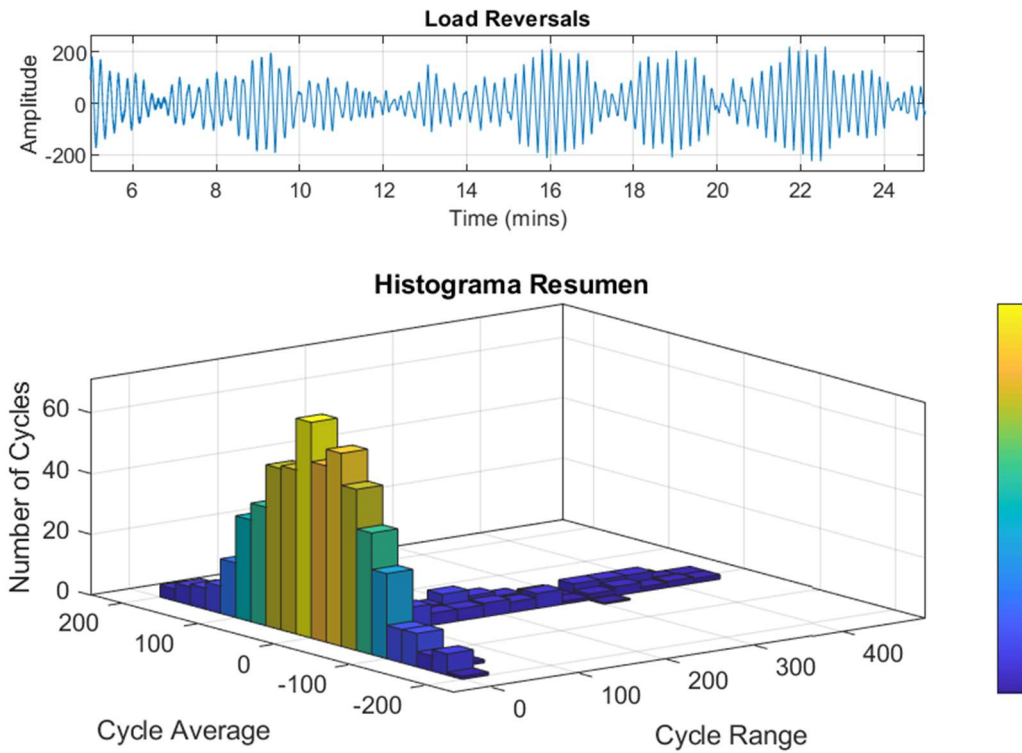 Load Reversals
200
0
-200
Amplitude
6 8 10 12 14 16 18 20 22 24
Time (mins)
Histograma Resumen
60
40
20
0
Number of Cycles
200
100
0
-100
-200
Cycle Average
0
100
200
300
400
Cycle Range